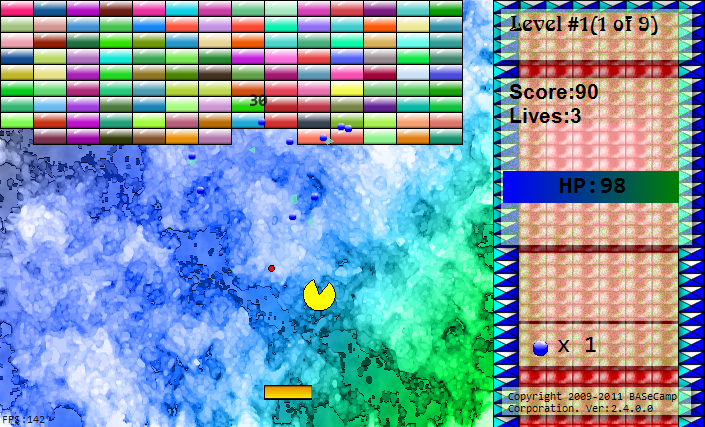 Level #1(1 of 9)
Score:90
Lives:3
30
HP:98
x 1
Copyright 2009-2011 BASeCamp
Corporation. Ver:2.4.0.0
FPS:142